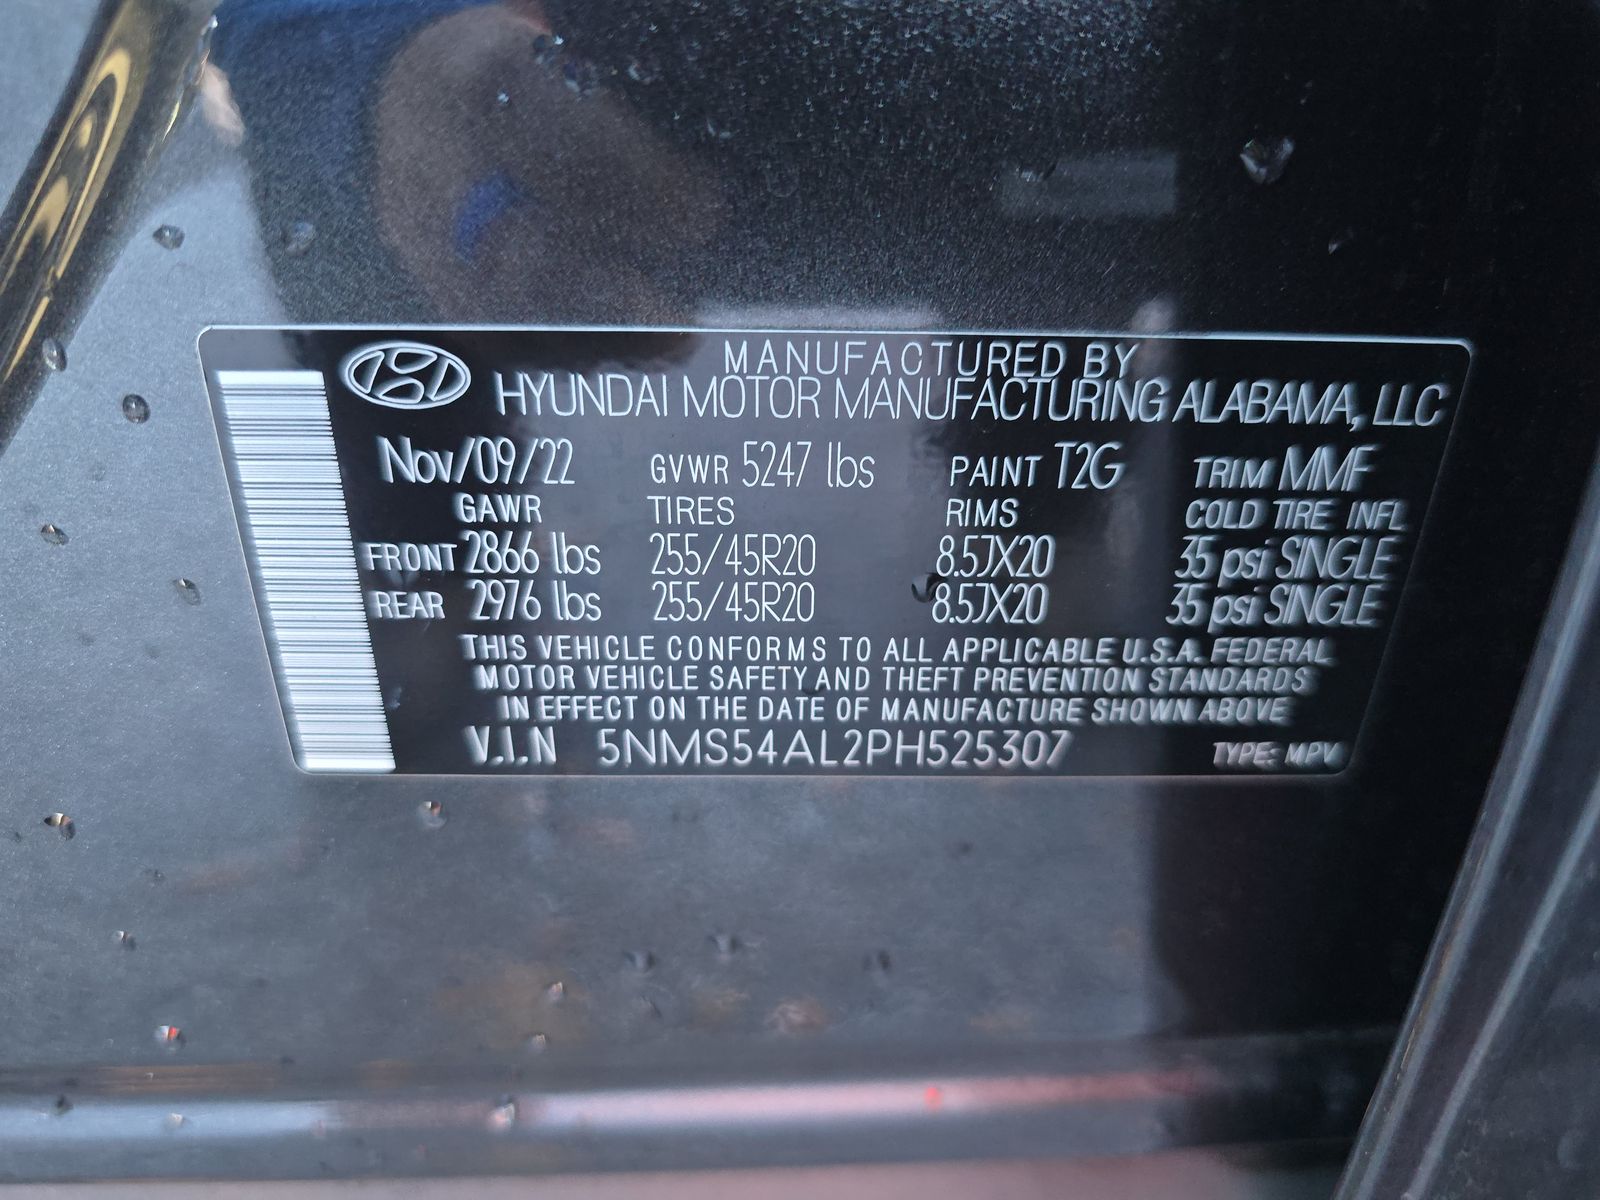 MANUFACTURED BY
HYUNDAI MOTOR MANUFACTURING ALABAMA, LLC
Nov/09/22 GVWR 5247 lbs PAINT T2G TRIM MMF
GAWR TIRES RIMS COLD TIRE INFL
FRONT 2866 lbs 255/45R20 8.5JX20 35 psi SINGLE
REAR 2976 lbs 255/45R20 8.5JX20 35 psi SINGLE
THIS VEHICLE CONFORMS TO ALL APPLICABLE U.S.A. FEDERAL
MOTOR VEHICLE SAFETY AND THEFT PREVENTION STANDARDS
IN EFFECT ON THE DATE OF MANUFACTURE SHOWN ABOVE
V.I.N 5NMS54AL2PH525307 TYPE: MPV